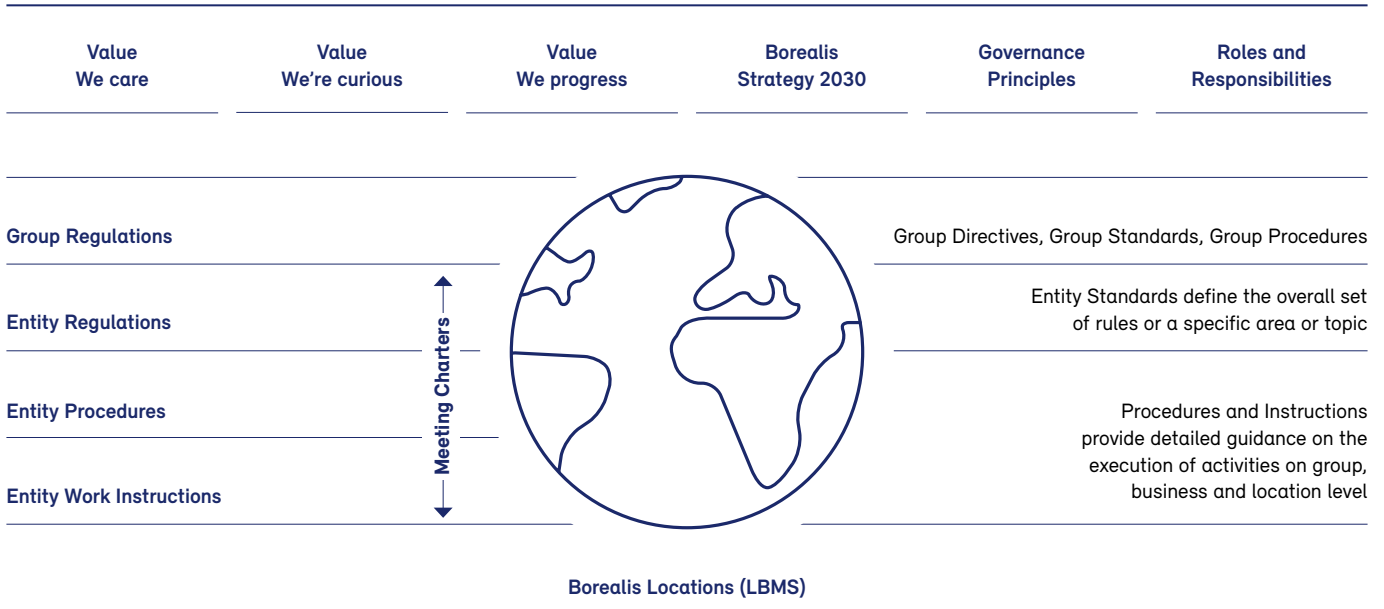 Value
We care
Value
We're curious
Value
We progress
Borealis
Strategy 2030
Governance
Principles
Roles and
Responsibilities
Group Regulations
Group Directives, Group Standards, Group Procedures
Entity Regulations
Entity Standards define the overall set
of rules or a specific area or topic
Meeting Charters
Entity Procedures
Entity Work Instructions
Procedures and Instructions
provide detailed guidance on the
execution of activities on group,
business and location level
Borealis Locations (LBMS)